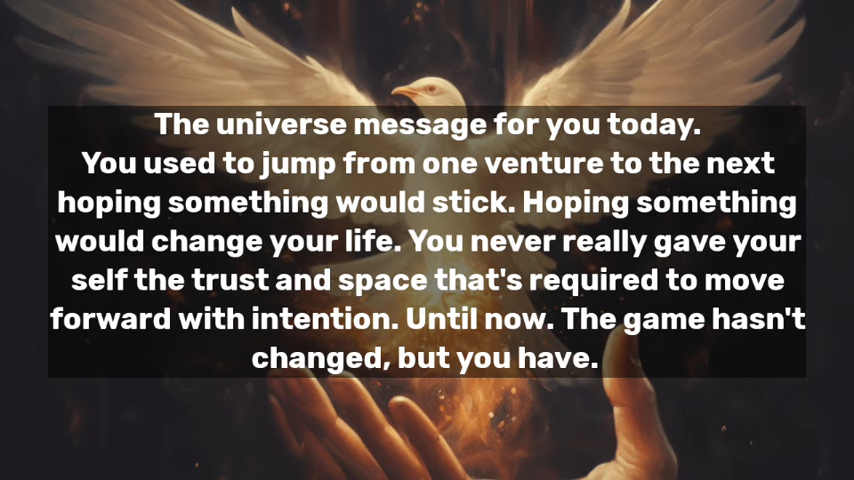 The universe message for you today.
You used to jump from one venture to the next
hoping something would stick. Hoping something
would change your life. You never really gave your
self the trust and space that's required to move
forward with intention. Until now. The game hasn't
changed, but you have.